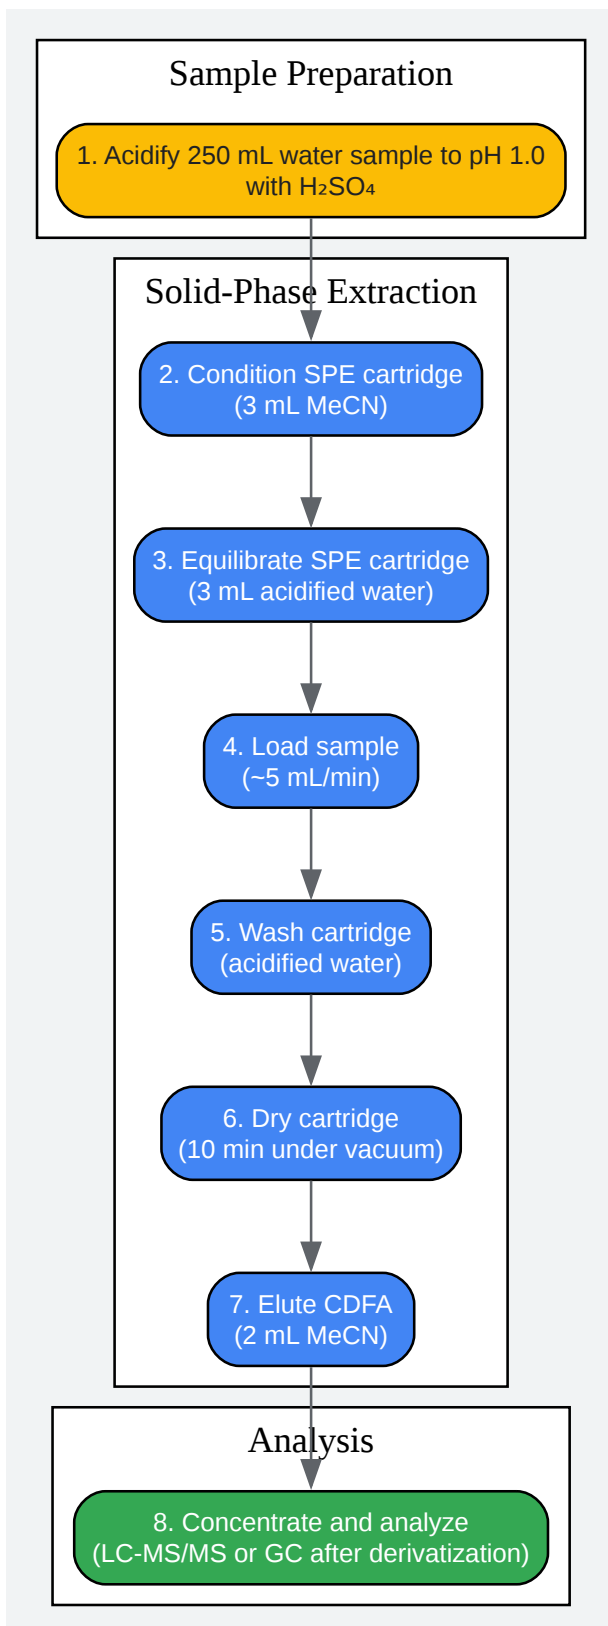 Sample Preparation
1. Acidify 250 mL water sample to pH 1.0
with H₂SO₄
Solid-Phase Extraction
2. Condition SPE cartridge
(3 mL MeCN)
3. Equilibrate SPE cartridge
(3 mL acidified water)
4. Load sample
(~5 mL/min)
5. Wash cartridge
(acidified water)
6. Dry cartridge
(10 min under vacuum)
7. Elute CDFA
(2 mL MeCN)
Analysis
8. Concentrate and analyze
(LC-MS/MS or GC after derivatization)